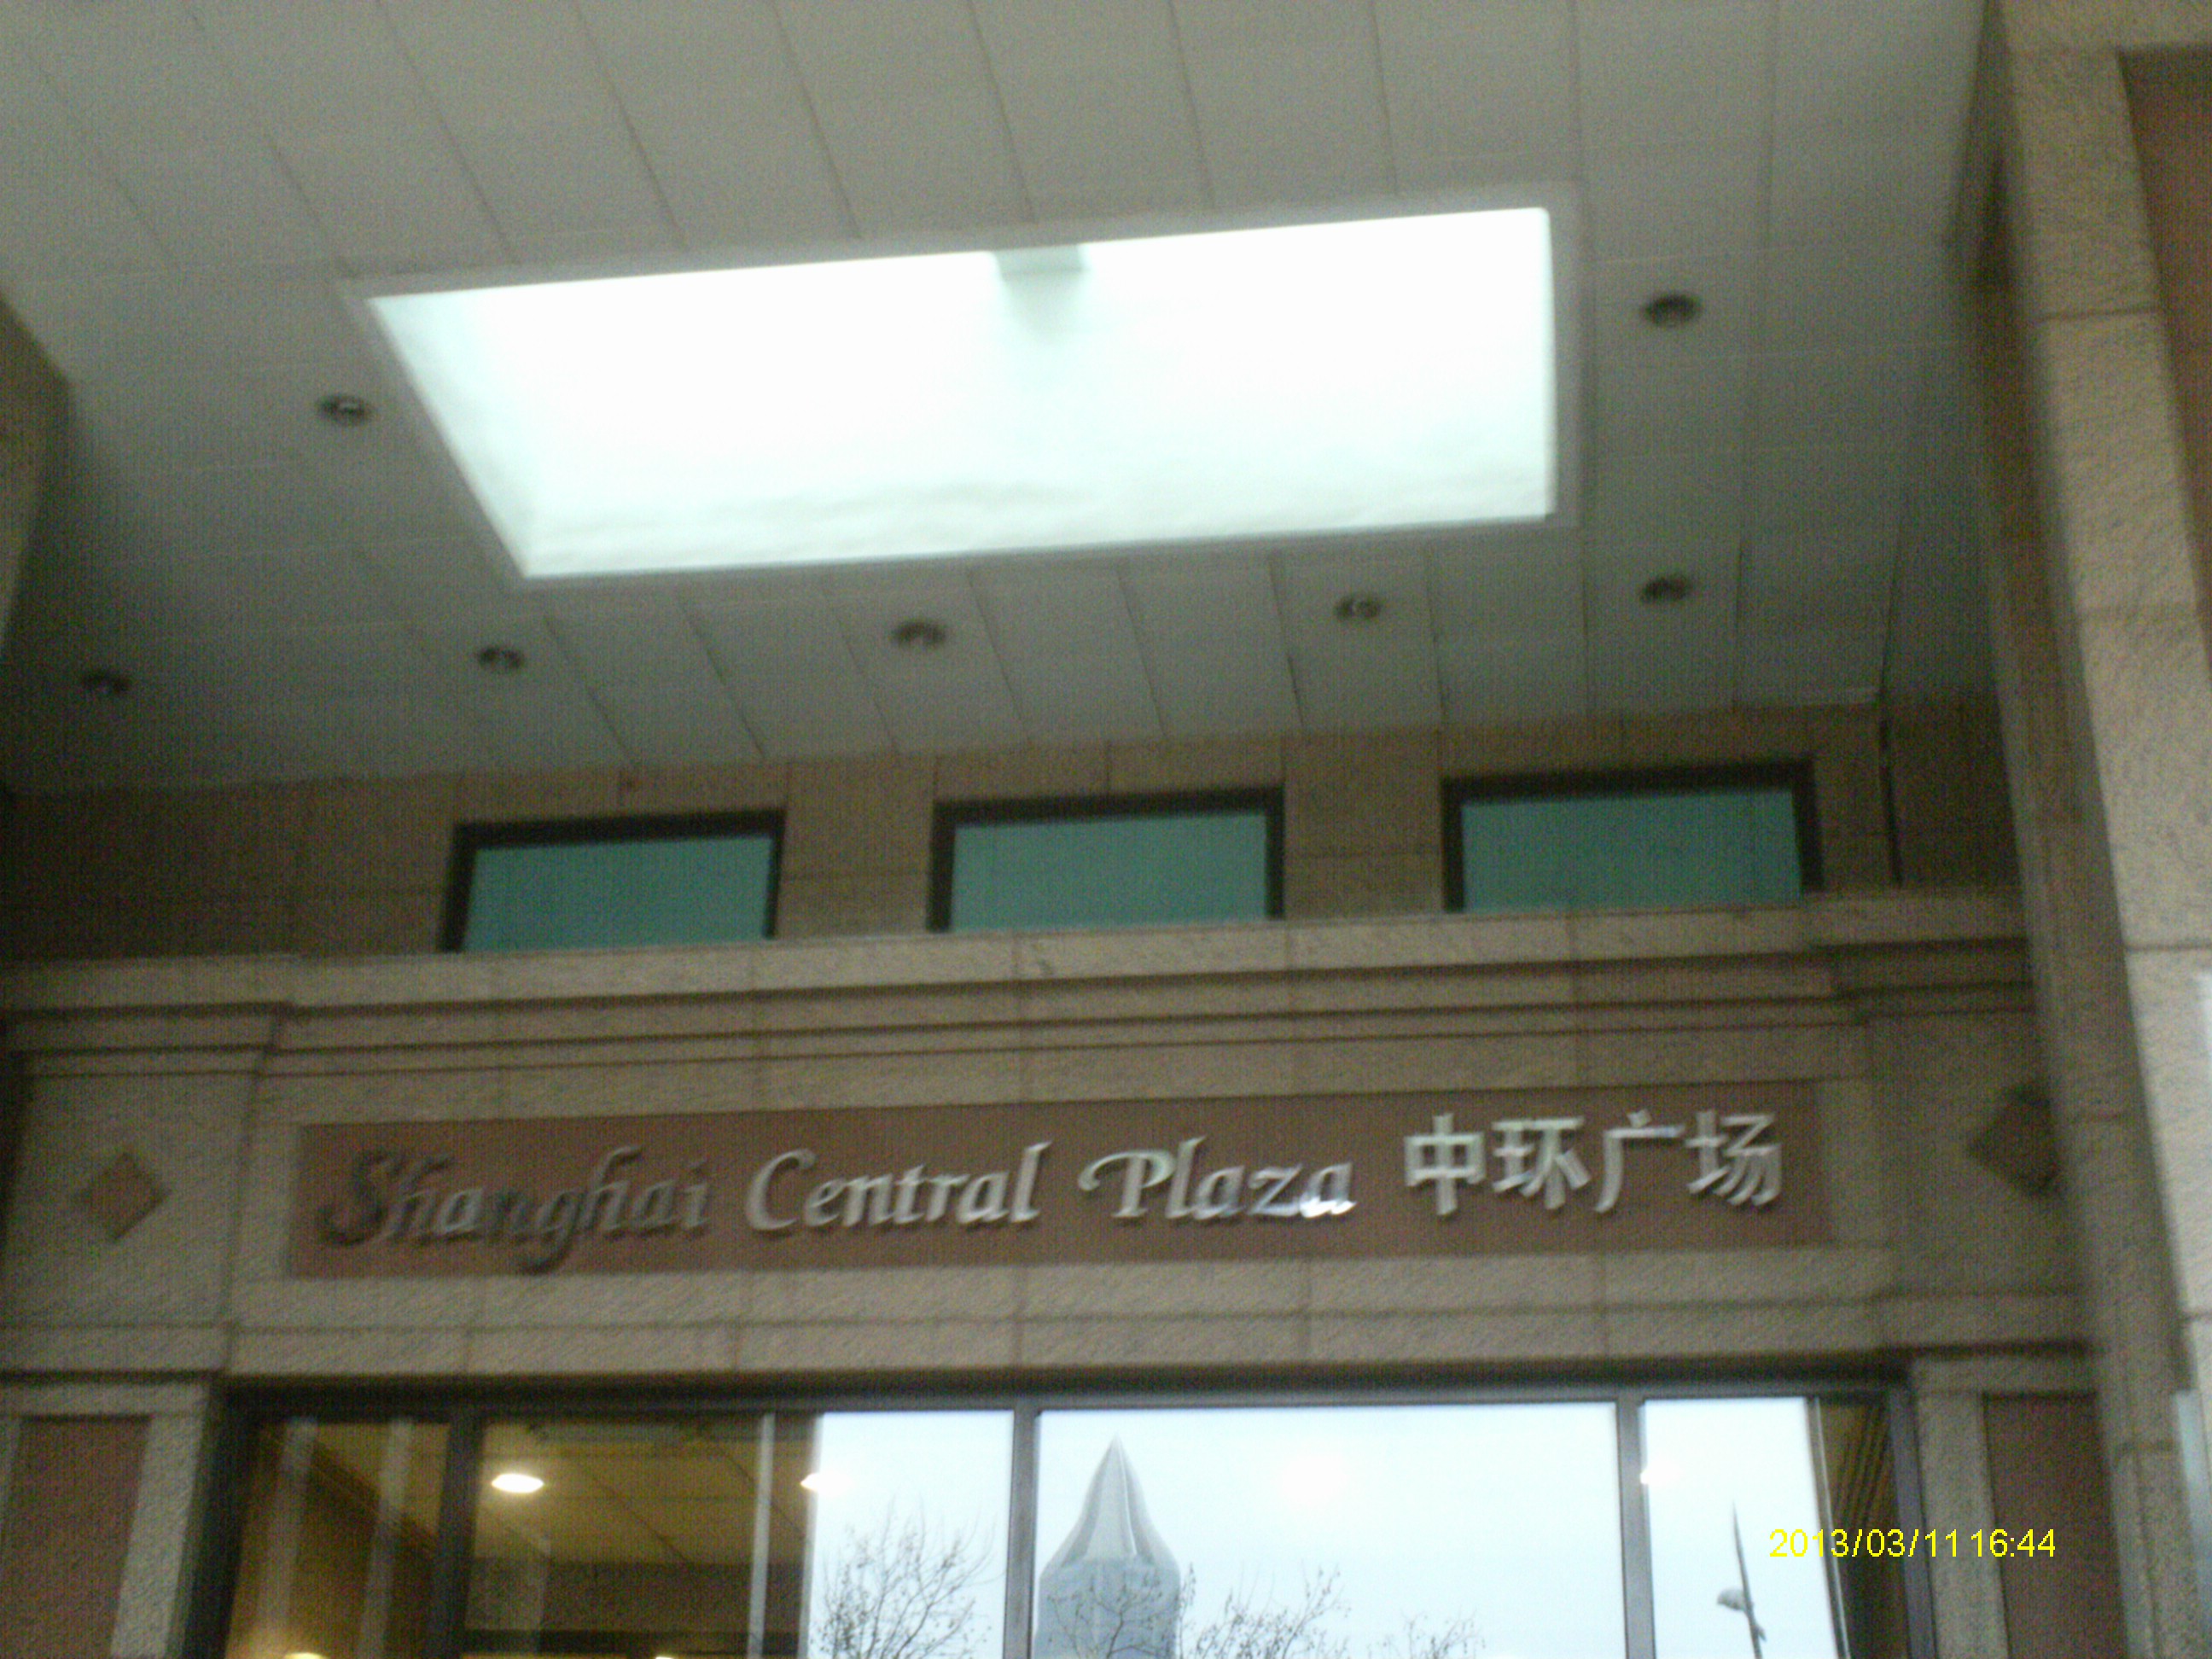 Shanghai Central Plaza 中环广场
2013/03/11 16:44